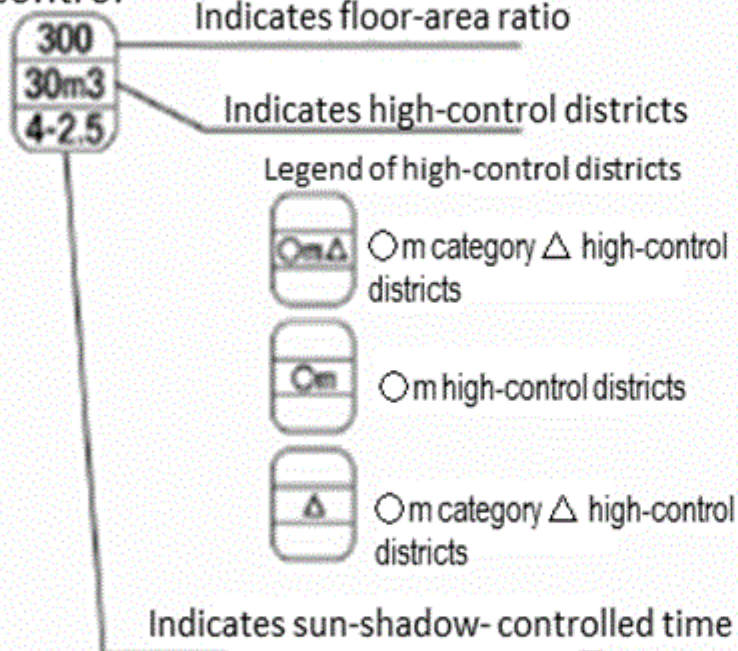 Indicates floor-area ratio
300
30m3
4-2.5
Indicates high-control districts
Legend of high-control districts
○m△
○m category △ high-control
districts
○m
○m high-control districts
△
○m category △ high-control
districts
Indicates sun-shadow- controlled time